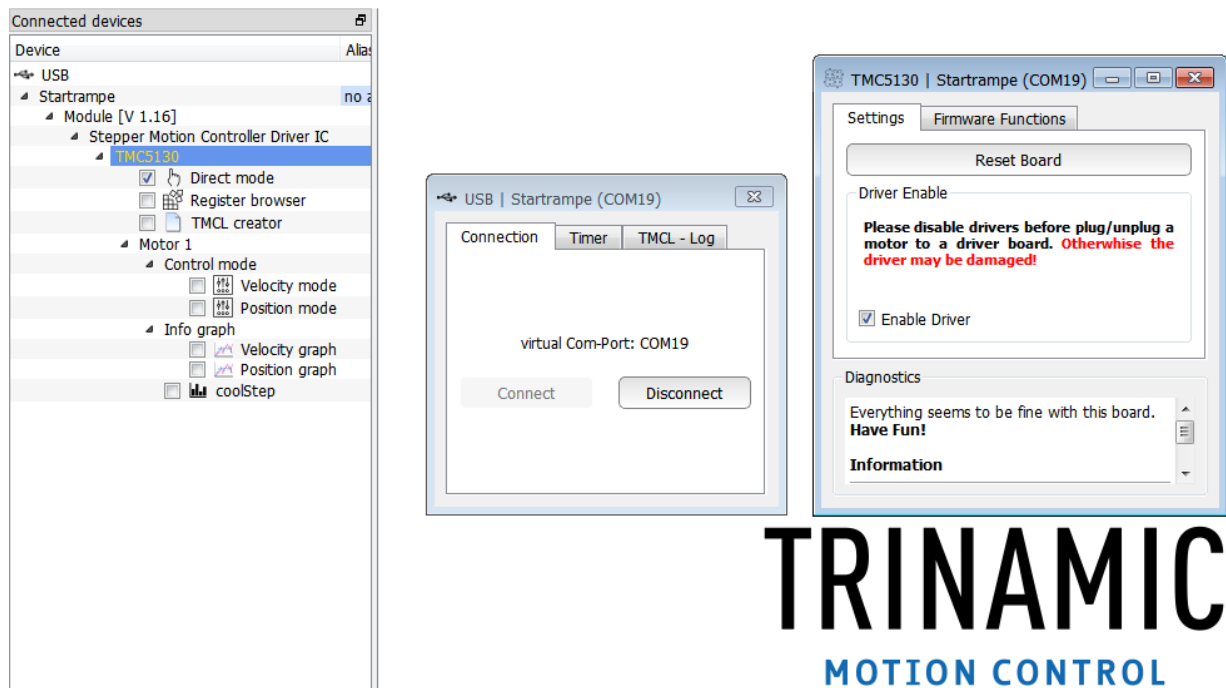 Connected devices
Device Alias
USB
Startrampe no a
Module [V 1.16]
Stepper Motion Controller Driver IC
TMC5130
Direct mode
Register browser
TMCL creator
Motor 1
Control mode
Velocity mode
Position mode
Info graph
Velocity graph
Position graph
coolStep
USB | Startrampe (COM19)
Connection Timer TMCL - Log
virtual Com-Port: COM19
Connect Disconnect
TMC5130 | Startrampe (COM19)
Settings Firmware Functions
Reset Board
Driver Enable
Please disable drivers before plug/unplug a
motor to a driver board. Otherwhise the
driver may be damaged!
Enable Driver
Diagnostics
Everything seems to be fine with this board.
Have Fun!
Information
TRINAMIC
MOTION CONTROL